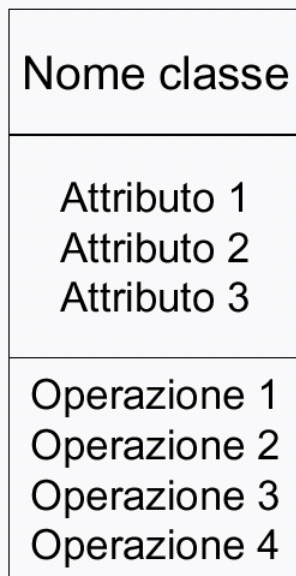 Nome classe
Attributo 1
Attributo 2
Attributo 3
Operazione 1
Operazione 2
Operazione 3
Operazione 4